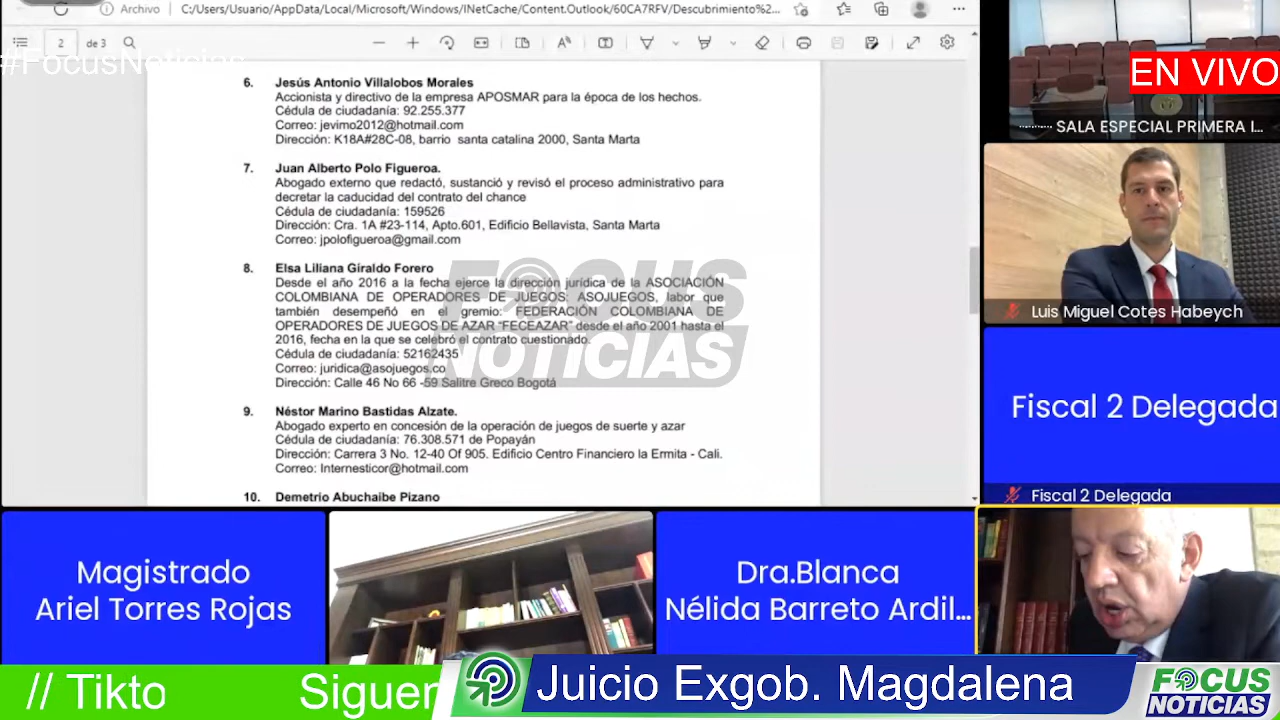 Archivo
C:/Users/Usuario/AppData/Local/Microsoft/Windows/INetCache/Content.Outlook/60CA7RFV/Descubrimiento%2...
2 de 3
#FocusNoticias
6. Jesús Antonio Villalobos Morales
Accionista y directivo de la empresa APOSMAR para la época de los hechos.
Cédula de ciudadanía: 92.255.377
Correo: jevimo2012@hotmail.com
Dirección: K18A#28C-08, barrio santa catalina 2000, Santa Marta
7. Juan Alberto Polo Figueroa.
Abogado externo que redactó, sustanció y revisó el proceso administrativo para
decretar la caducidad del contrato del chance
Cédula de ciudadanía: 159526
Dirección: Cra. 1A #23-114, Apto.601, Edificio Bellavista, Santa Marta
Correo: jpolofigueroa@gmail.com
8. Elsa Liliana Giraldo Forero
Desde el año 2016 a la fecha ejerce la dirección jurídica de la ASOCIACIÓN
COLOMBIANA DE OPERADORES DE JUEGOS ASOJUEGOS, labor que
también desempeñó en el gremio: FEDERACIÓN COLOMBIANA DE
OPERADORES DE JUEGOS DE AZAR "FECEAZAR" desde el año 2001 hasta el
2016, fecha en la que se celebró el contrato cuestionado.
Cédula de ciudadanía: 52162435
Correo: juridica@asojuegos.co
Dirección: Calle 46 No 66 -59 Salitre Greco Bogotá
9. Néstor Marino Bastidas Alzate.
Abogado experto en concesión de la operación de juegos de suerte y azar
Cédula de ciudadanía: 76.308.571 de Popayán
Dirección: Carrera 3 No. 12-40 Of 905. Edificio Centro Financiero la Ermita - Cali.
Correo: Internesticor@hotmail.com
10. Demetrio Abuchaibe Pizano
FOCUS
NOTICIAS
EN VIVO
SALA ESPECIAL PRIMERA I...
Luis Miguel Cotes Habeych
Fiscal 2 Delegada
Fiscal 2 Delegada
Magistrado
Ariel Torres Rojas
Dra.Blanca
Nélida Barreto Ardil...
// Tikto
Siguen
Juicio Exgob. Magdalena
FOCUS
NOTICIAS